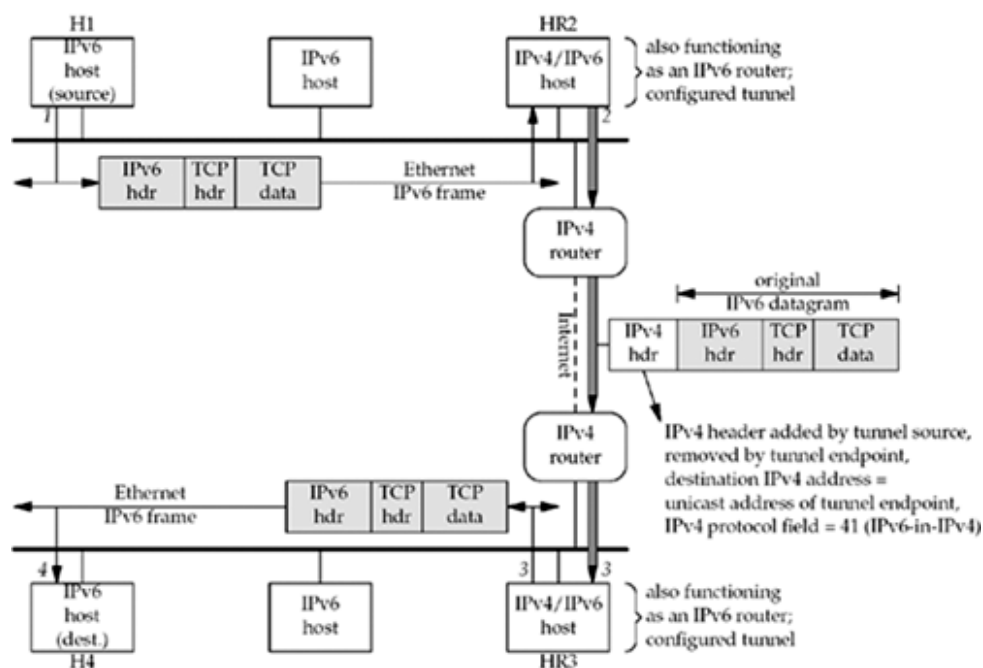 H1
IPv6
host
(source)
IPv6
host
HR2
IPv4/IPv6
host
also functioning
as an IPv6 router;
configured tunnel
1
2
IPv6
hdr
TCP
hdr
TCP
data
Ethernet
IPv6 frame
IPv4
router
Internet
original
IPv6 datagram
IPv4
hdr
IPv6
hdr
TCP
hdr
TCP
data
IPv4
router
IPv4 header added by tunnel source,
removed by tunnel endpoint,
destination IPv4 address =
unicast address of tunnel endpoint,
IPv4 protocol field = 41 (IPv6-in-IPv4)
Ethernet
IPv6 frame
IPv6
hdr
TCP
hdr
TCP
data
4
3
3
IPv6
host
(dest.)
H4
IPv6
host
IPv4/IPv6
host
HR3
also functioning
as an IPv6 router;
configured tunnel